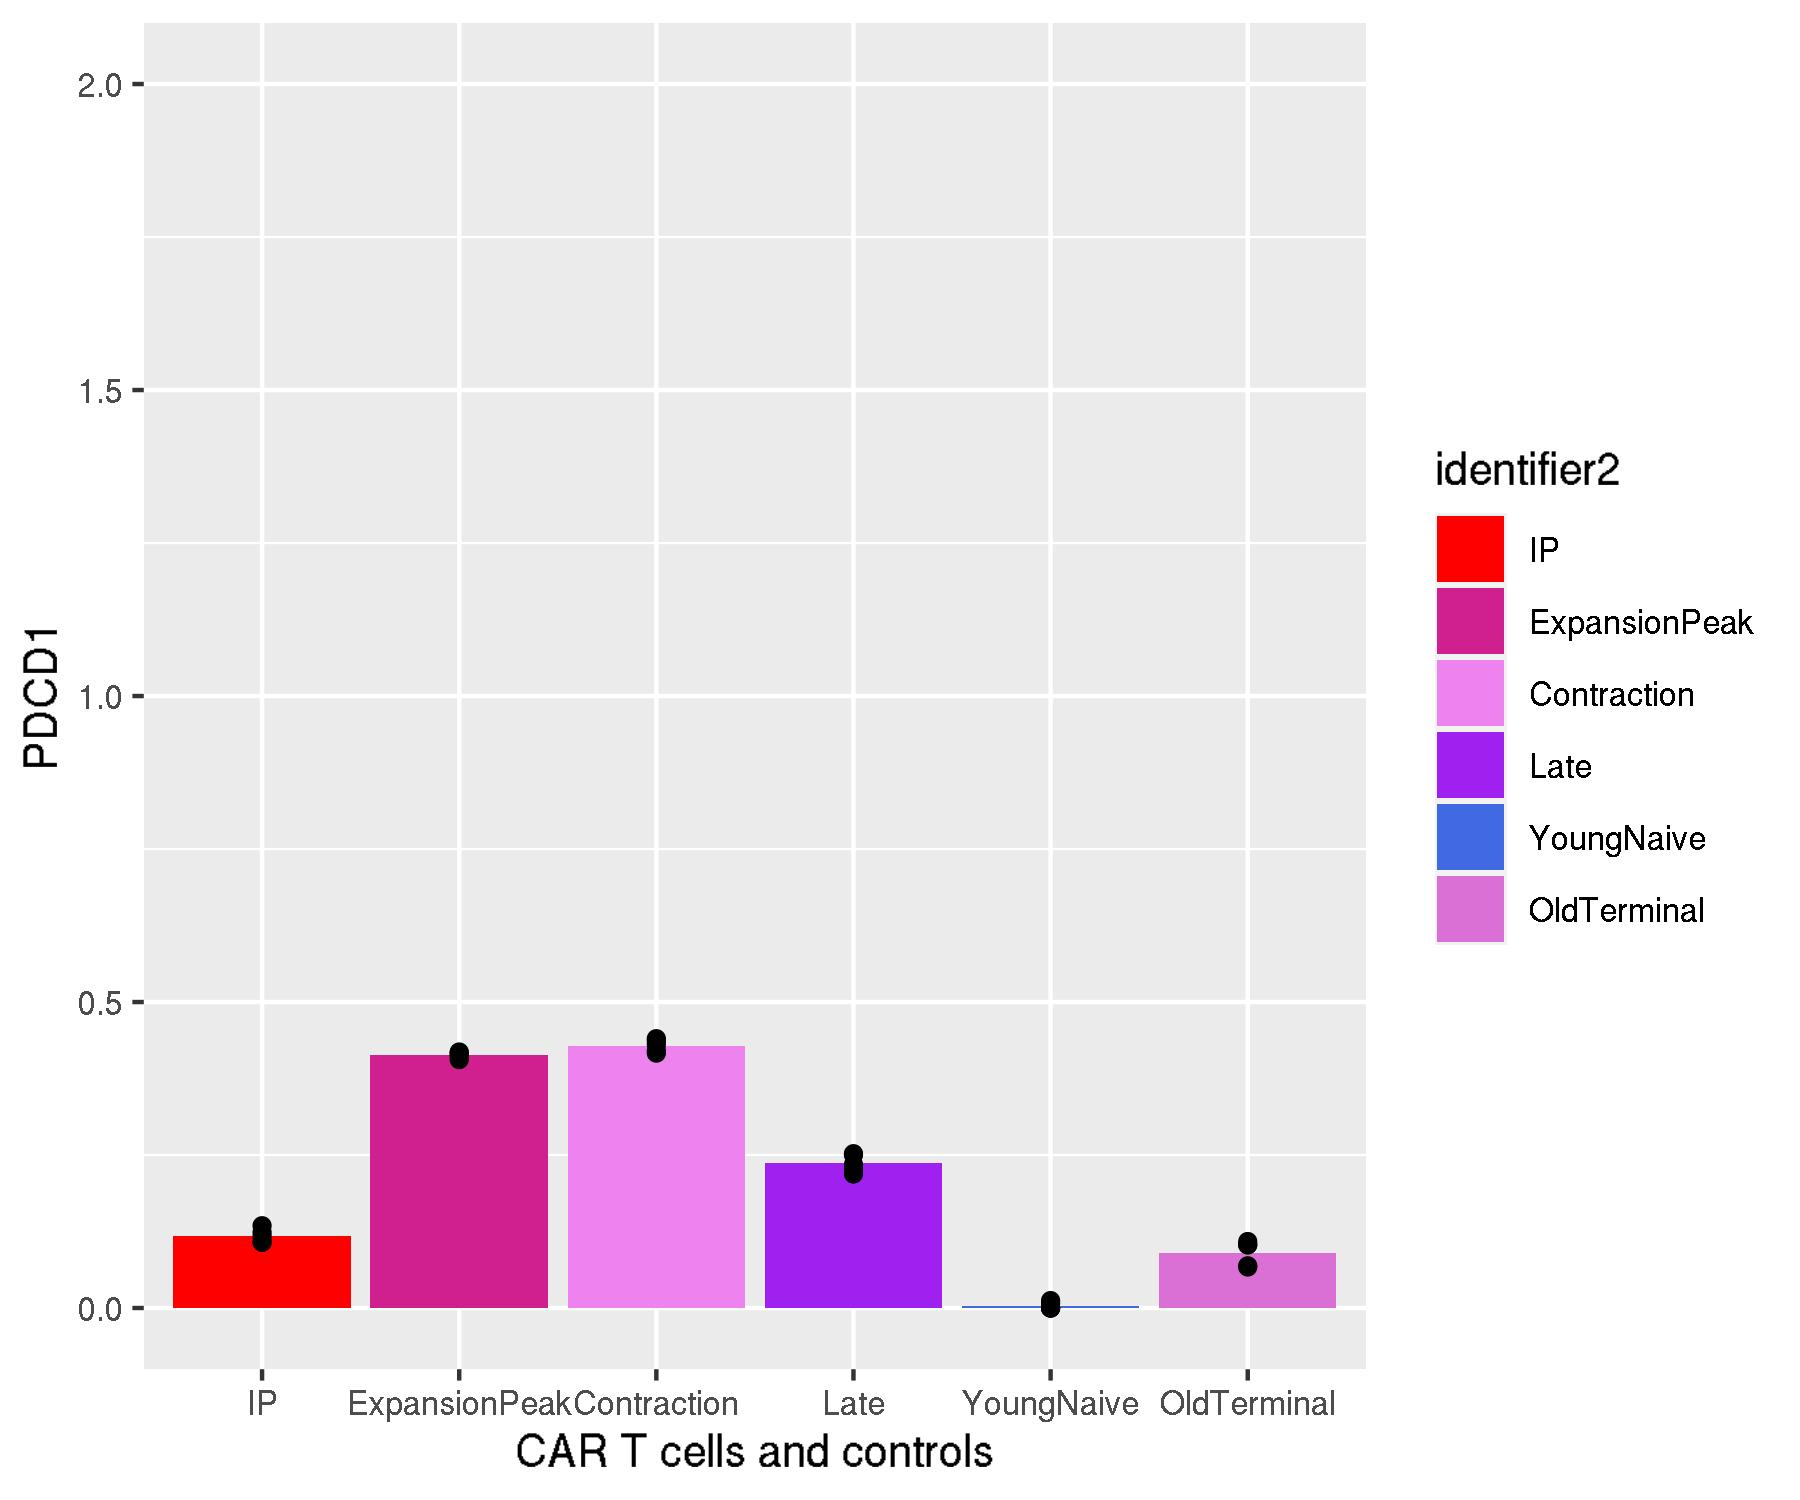 PDCD1
2.0
1.5
1.0
0.5
0.0
IP ExpansionPeak Contraction Late YoungNaive OldTerminal
CAR T cells and controls
identifier2
IP
ExpansionPeak
Contraction
Late
YoungNaive
OldTerminal